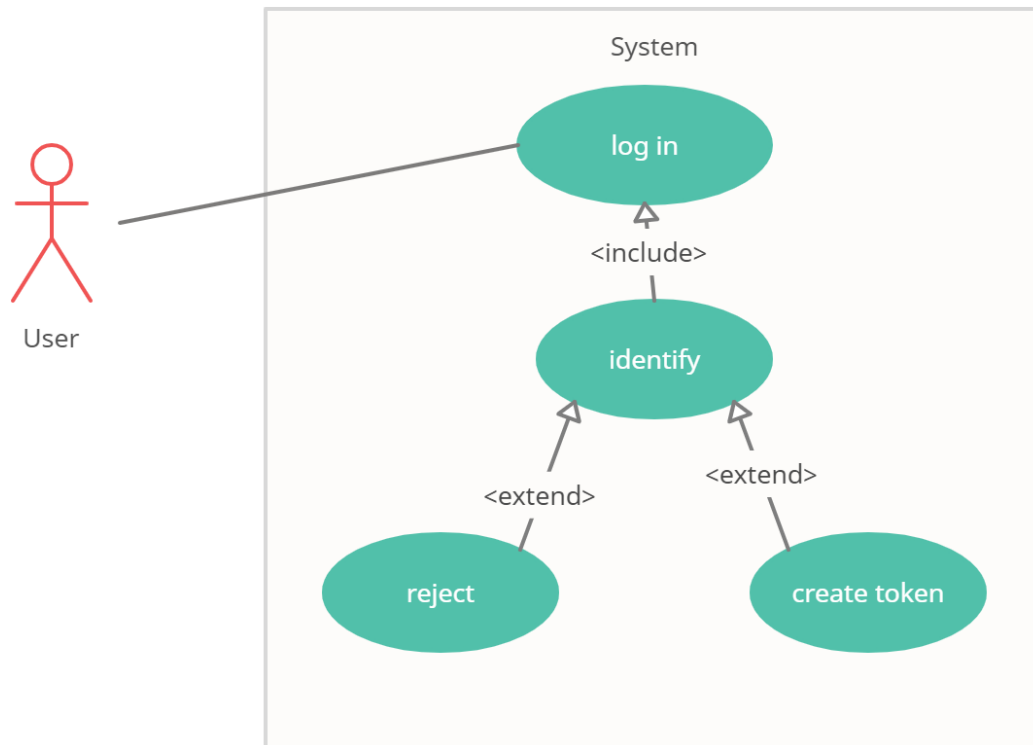 System
log in
<include>
User
identify
<extend>
<extend>
reject
create token